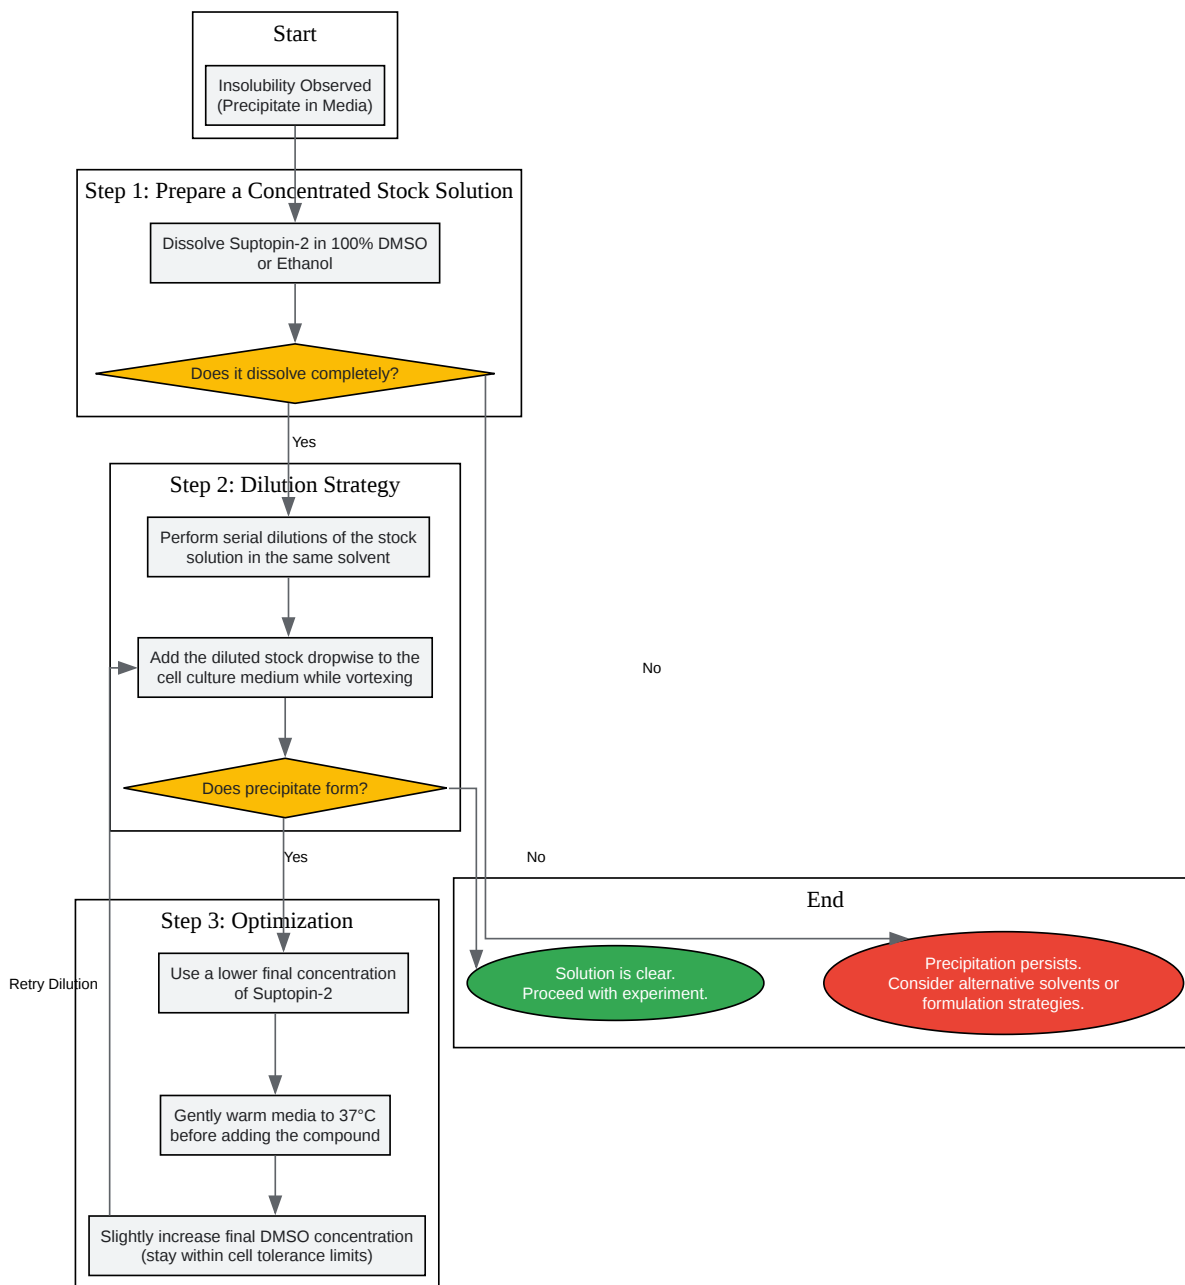 Start
Insolubility Observed
(Precipitate in Media)
Step 1: Prepare a Concentrated Stock Solution
Dissolve Suptopin-2 in 100% DMSO
or Ethanol
Does it dissolve completely?
Yes
Step 2: Dilution Strategy
Perform serial dilutions of the stock
solution in the same solvent
Add the diluted stock dropwise to the
cell culture medium while vortexing
No
Does precipitate form?
Yes
No
End
Step 3: Optimization
Use a lower final concentration
of Suptopin-2
Retry Dilution
Solution is clear.
Proceed with experiment.
Precipitation persists.
Consider alternative solvents or
formulation strategies.
Gently warm media to 37°C
before adding the compound
Slightly increase final DMSO concentration
(stay within cell tolerance limits)